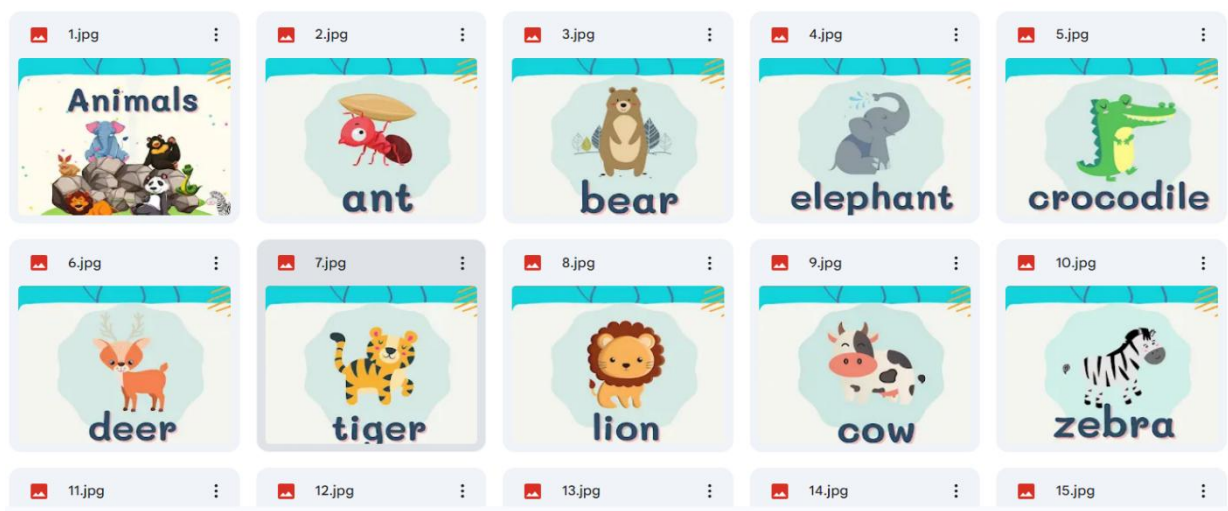 1.jpg 2.jpg 3.jpg 4.jpg 5.jpg
Animals
ant bear elephant crocodile
6.jpg 7.jpg 8.jpg 9.jpg 10.jpg
deer tiger lion cow zebra
11.jpg 12.jpg 13.jpg 14.jpg 15.jpg